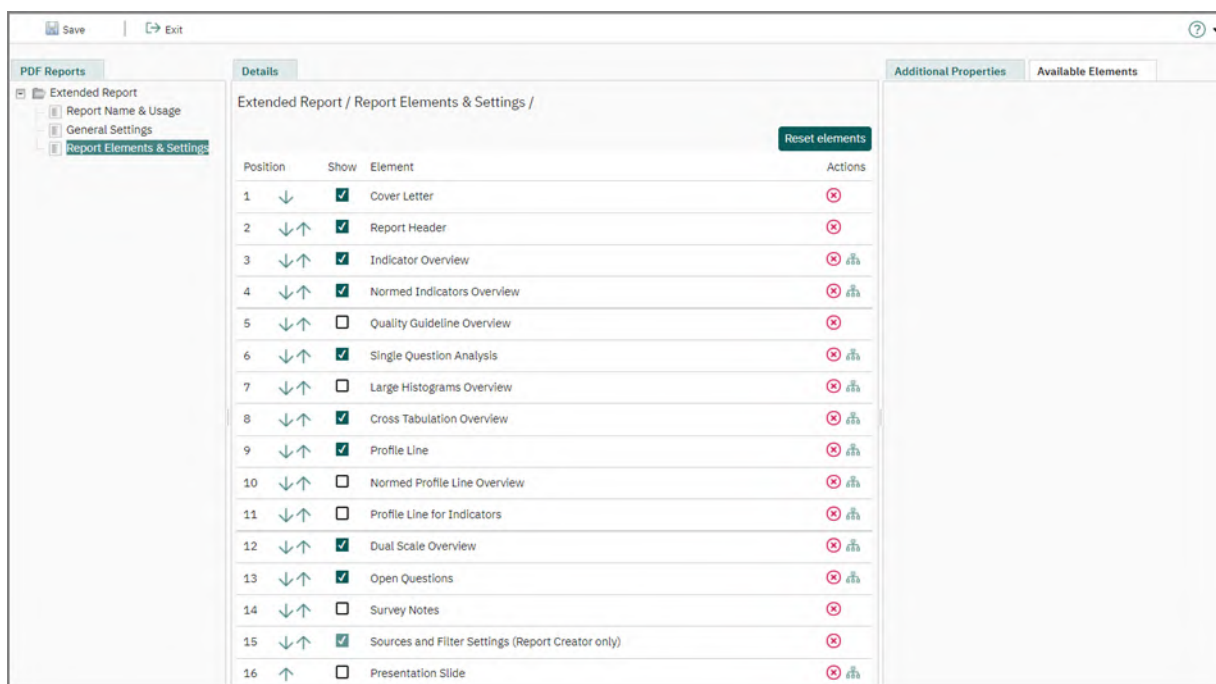 Save | Exit
PDF Reports
Extended Report
Report Name & Usage
General Settings
Report Elements & Settings
Details
Extended Report / Report Elements & Settings /
Reset elements
Position Show Element Actions
1 Cover Letter
2 Report Header
3 Indicator Overview
4 Normed Indicators Overview
5 Quality Guideline Overview
6 Single Question Analysis
7 Large Histograms Overview
8 Cross Tabulation Overview
9 Profile Line
10 Normed Profile Line Overview
11 Profile Line for Indicators
12 Dual Scale Overview
13 Open Questions
14 Survey Notes
15 Sources and Filter Settings (Report Creator only)
16 Presentation Slide
Additional Properties Available Elements